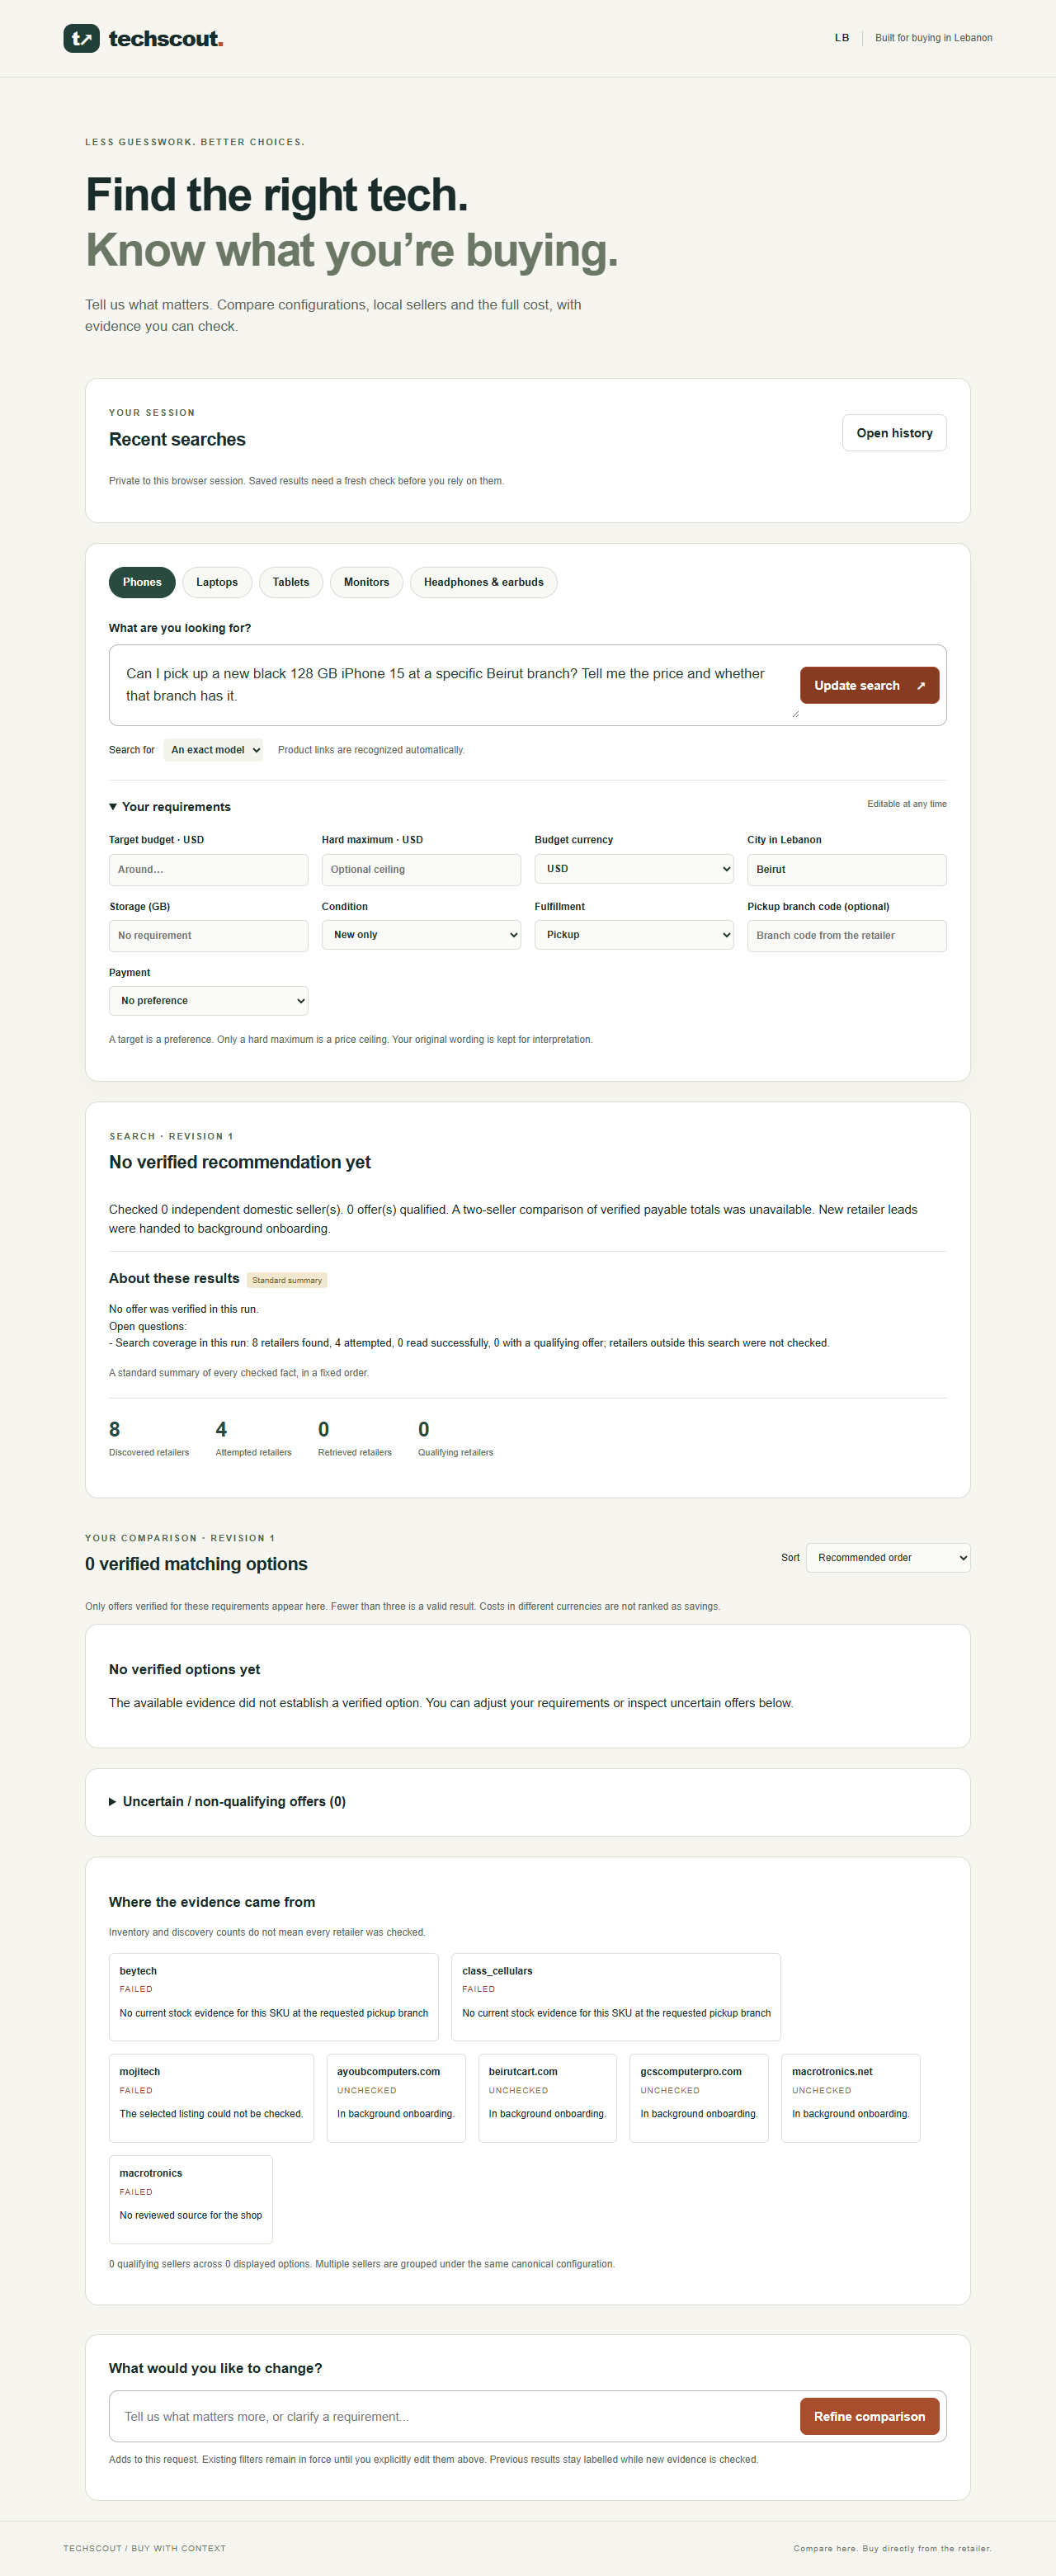 t↗ techscout.
LB Built for buying in Lebanon
LESS GUESSWORK. BETTER CHOICES.
Find the right tech.
Know what you’re buying.
Tell us what matters. Compare configurations, local sellers and the full cost, with
evidence you can check.
YOUR SESSION
Recent searches
Open history
Private to this browser session. Saved results need a fresh check before you rely on them.
Phones Laptops Tablets Monitors Headphones & earbuds
What are you looking for?
Can I pick up a new black 128 GB iPhone 15 at a specific Beirut branch? Tell me the price and whether
that branch has it.
Update search ↗
Search for An exact model Product links are recognized automatically.
▼ Your requirements Editable at any time
Target budget · USD Hard maximum · USD Budget currency City in Lebanon
Around... Optional ceiling USD Beirut
Storage (GB) Condition Fulfillment Pickup branch code (optional)
No requirement New only Pickup Branch code from the retailer
Payment
No preference
A target is a preference. Only a hard maximum is a price ceiling. Your original wording is kept for interpretation.
SEARCH · REVISION 1
No verified recommendation yet
Checked 0 independent domestic seller(s). 0 offer(s) qualified. A two-seller comparison of verified payable totals was unavailable. New retailer leads
were handed to background onboarding.
About these results Standard summary
No offer was verified in this run.
Open questions:
- Search coverage in this run: 8 retailers found, 4 attempted, 0 read successfully, 0 with a qualifying offer; retailers outside this search were not checked.
A standard summary of every checked fact, in a fixed order.
8 4 0 0
Discovered retailers Attempted retailers Retrieved retailers Qualifying retailers
YOUR COMPARISON · REVISION 1
0 verified matching options
Sort Recommended order
Only offers verified for these requirements appear here. Fewer than three is a valid result. Costs in different currencies are not ranked as savings.
No verified options yet
The available evidence did not establish a verified option. You can adjust your requirements or inspect uncertain offers below.
▶ Uncertain / non-qualifying offers (0)
Where the evidence came from
Inventory and discovery counts do not mean every retailer was checked.
beytech
FAILED
No current stock evidence for this SKU at the requested pickup branch
class_cellulars
FAILED
No current stock evidence for this SKU at the requested pickup branch
mojitech
FAILED
The selected listing could not be checked.
ayoubcomputers.com
UNCHECKED
In background onboarding.
beirutcart.com
UNCHECKED
In background onboarding.
gcscomputerpro.com
UNCHECKED
In background onboarding.
macrotronics.net
UNCHECKED
In background onboarding.
macrotronics
FAILED
No reviewed source for the shop
0 qualifying sellers across 0 displayed options. Multiple sellers are grouped under the same canonical configuration.
What would you like to change?
Tell us what matters more, or clarify a requirement...
Refine comparison
Adds to this request. Existing filters remain in force until you explicitly edit them above. Previous results stay labelled while new evidence is checked.
TECHSCOUT / BUY WITH CONTEXT Compare here. Buy directly from the retailer.